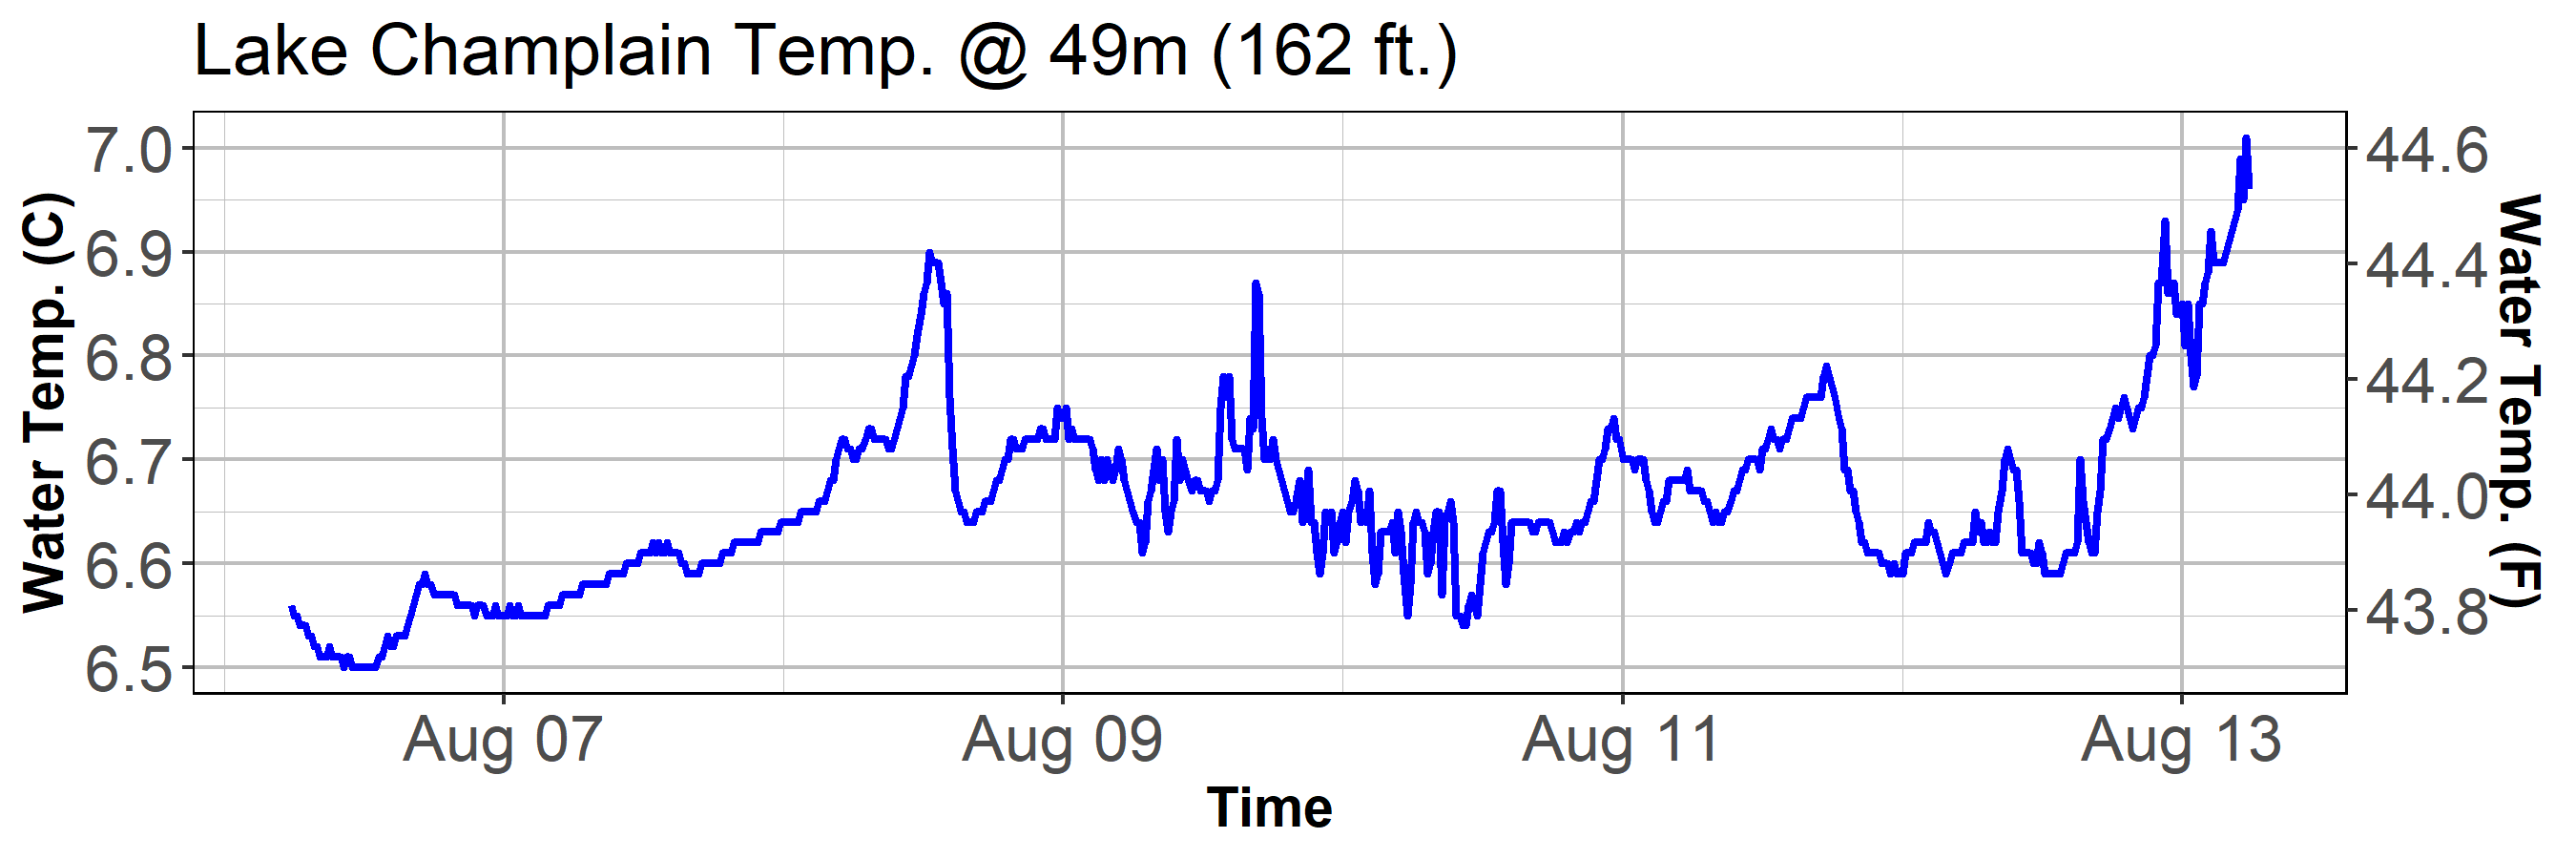 Lake Champlain Temp. @ 49m (162 ft.)
Water Temp. (C)
7.0
6.9
6.8
6.7
6.6
6.5
44.6
44.4
44.2
44.0
43.8
Water Temp. (F)
Aug 07 Aug 09 Aug 11 Aug 13
Time